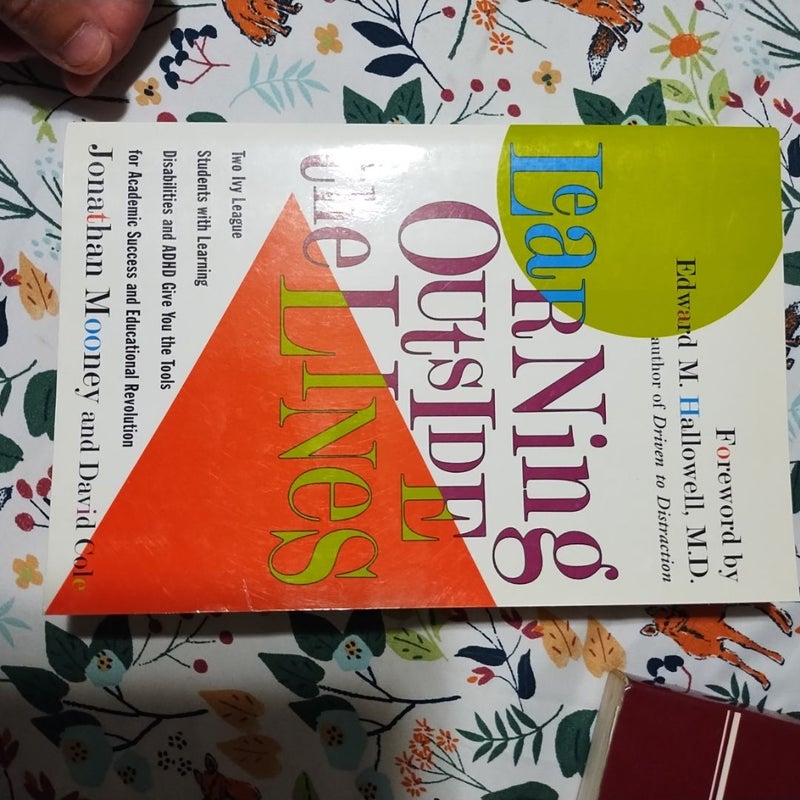 Foreword by
Edward M. Hallowell, M.D.
author of Driven to Distraction
LeaRNing
OUtsIDE
the LINes
Two Ivy League
Students with Learning
Disabilities and ADHD Give You the Tools
for Academic Success and Educational Revolution
Jonathan Mooney and David Cole